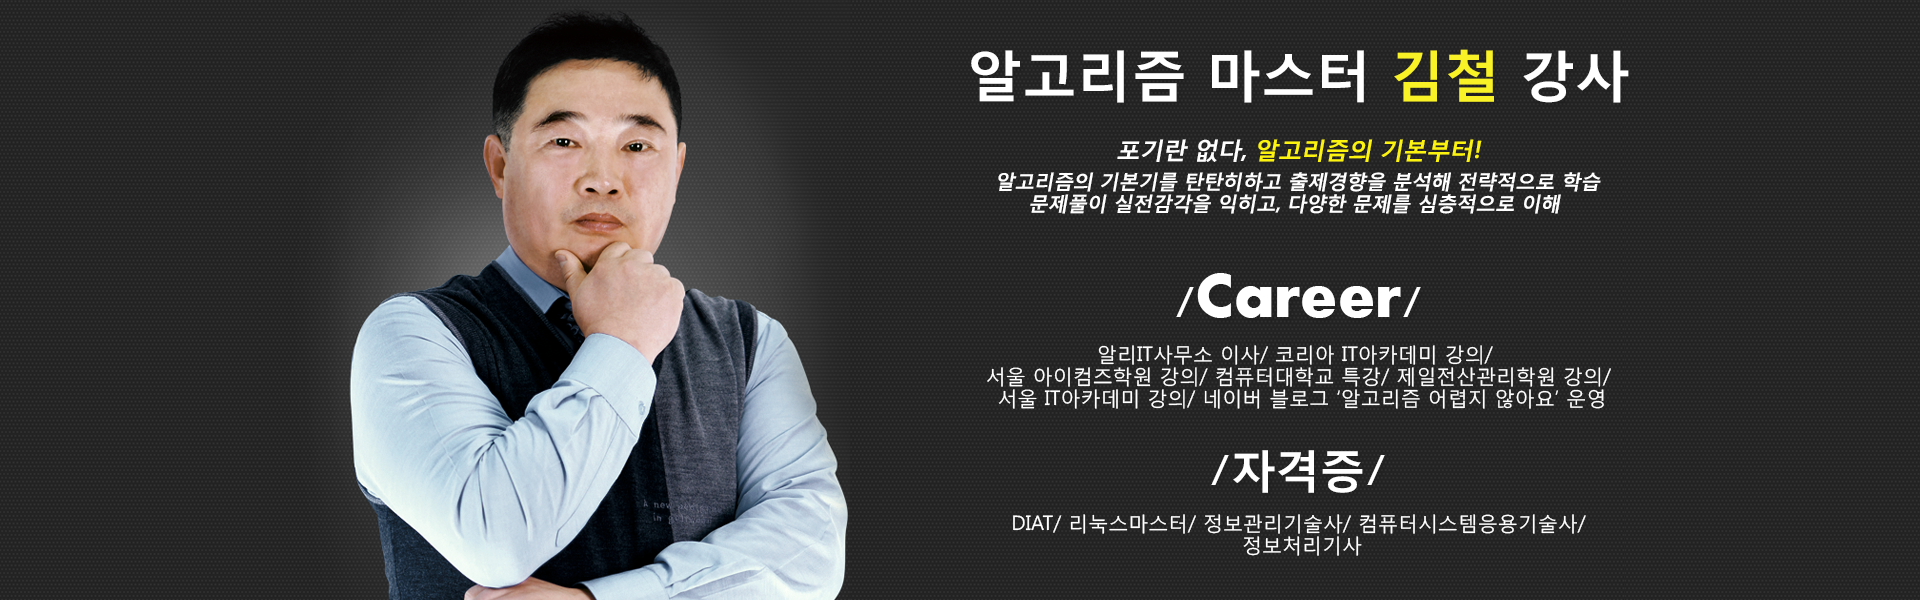 알고리즘 마스터 김철 강사
포기란 없다, 알고리즘의 기본부터!
알고리즘의 기본기를 탄탄히하고 출제경향을 분석해 전략적으로 학습
문제풀이 실전감각을 익히고, 다양한 문제를 심층적으로 이해
/Career/
알리IT사무소 이사/ 코리아 IT아카데미 강의/
서울 아이컴즈학원 강의/ 컴퓨터대학교 특강/ 제일전산관리학원 강의/
서울 IT아카데미 강의/ 네이버 블로그 '알고리즘 어렵지 않아요' 운영
/자격증/
DIAT/ 리눅스마스터/ 정보관리기술사/ 컴퓨터시스템응용기술사/
정보처리기사
A new
in